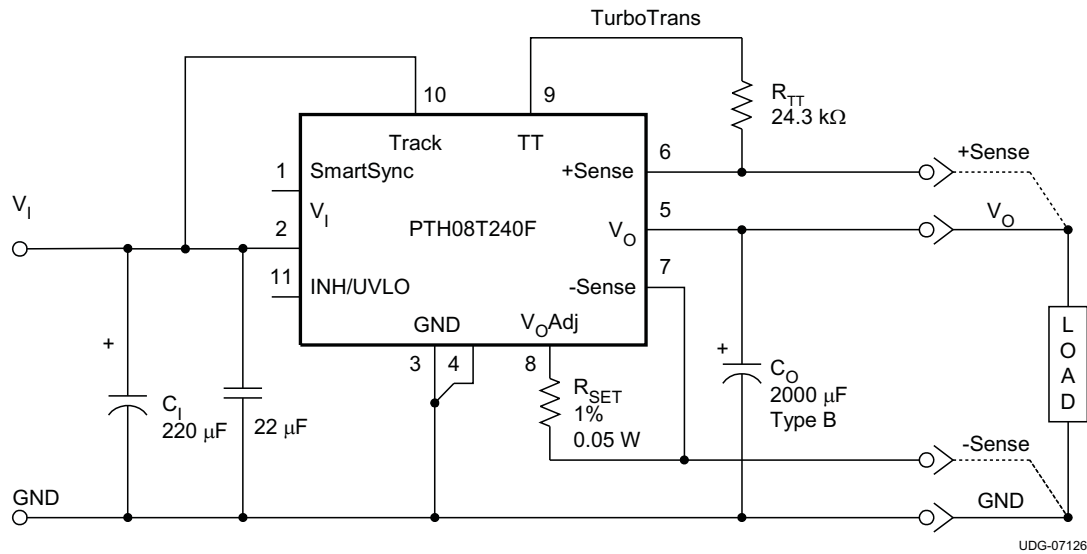 TurboTrans
10
9
R_TT
24.3 kΩ
Track
TT
6
+Sense
1
SmartSync
+Sense
V_I
V_I
2
PTH08T240F
5
V_O
V_O
7
11
INH/UVLO
-Sense
GND
V_OAdj
+
3
4
8
+
L
O
A
D
R_SET
1%
0.05 W
C_O
2000 μF
Type B
C_I
220 μF
22 μF
-Sense
GND
GND
UDG-07126